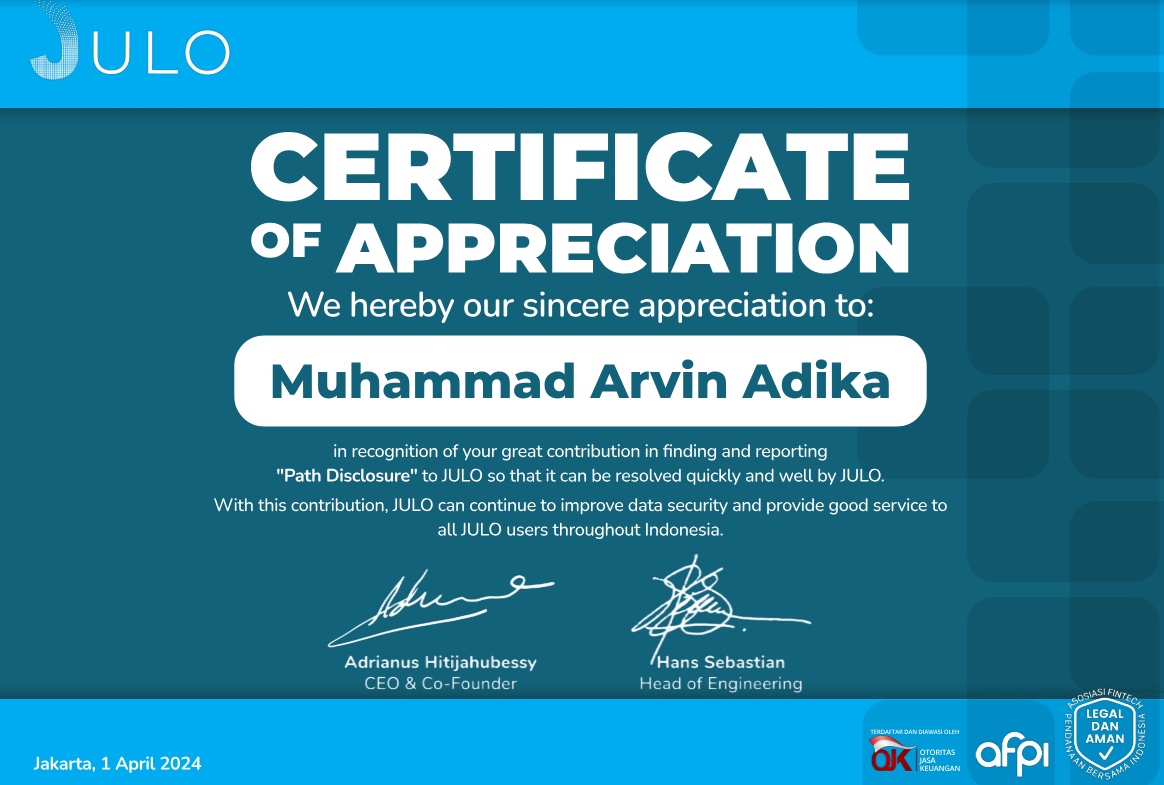 JULO
CERTIFICATE
OF APPRECIATION
We hereby our sincere appreciation to:
Muhammad Arvin Adika
in recognition of your great contribution in finding and reporting
"Path Disclosure" to JULO so that it can be resolved quickly and well by JULO.
With this contribution, JULO can continue to improve data security and provide good service to
all JULO users throughout Indonesia.
Adrianus Hitijahubessy
CEO & Co-Founder
Hans Sebastian
Head of Engineering
Jakarta, 1 April 2024
TERDAFTAR DAN DIAWASI OLEH
OJK
OTORITAS
JASA
KEUANGAN
afpi
ASOSIASI FINTECH
PENDANAAN BERSAMA INDONESIA
LEGAL
DAN
AMAN